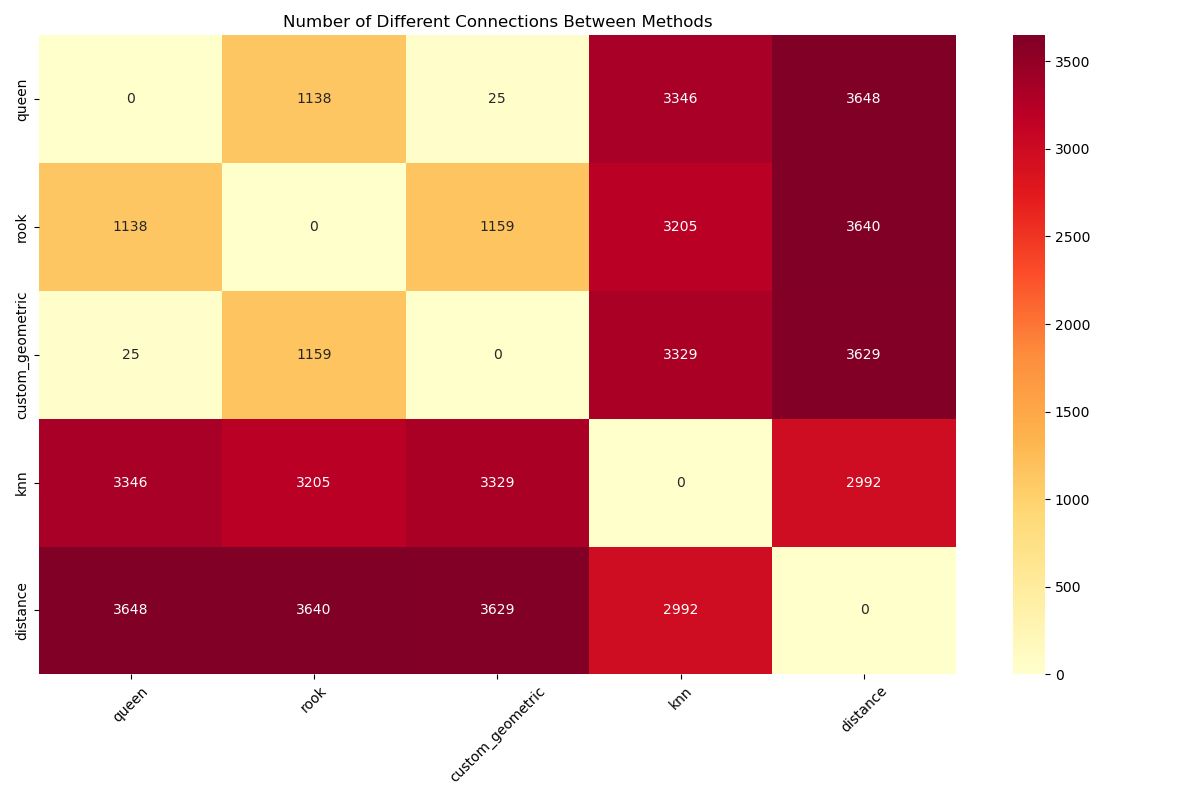 Number of Different Connections Between Methods
queen 0 1138 25 3346 3648
rook 1138 0 1159 3205 3640
custom_geometric 25 1159 0 3329 3629
knn 3346 3205 3329 0 2992
distance 3648 3640 3629 2992 0
queen rook custom_geometric knn distance
3500
3000
2500
2000
1500
1000
500
0